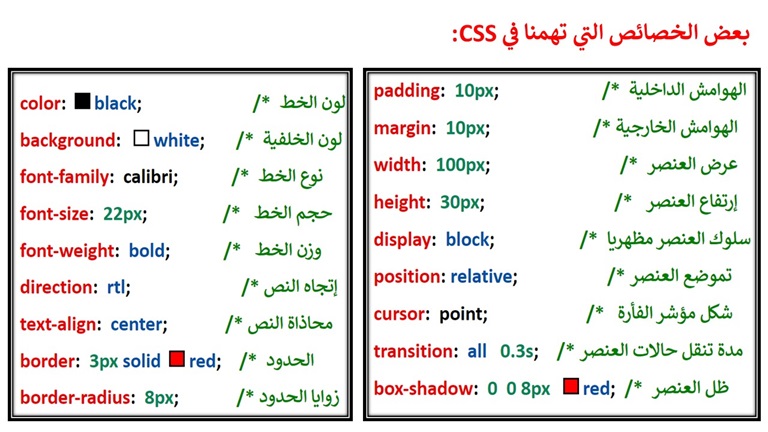 بعض الخصائص التي تهمنا في CSS:
color: black; /* لون الخط
background: white; /* لون الخلفية
font-family: calibri; /* نوع الخط
font-size: 22px; /* حجم الخط
font-weight: bold; /* وزن الخط
direction: rtl; /* إتجاه النص
text-align: center; /* محاذاة النص
border: 3px solid red; /* الحدود
border-radius: 8px; /* زوايا الحدود
padding: 10px; /* الهوامش الداخلية
margin: 10px; /* الهوامش الخارجية
width: 100px; /* عرض العنصر
height: 30px; /* إرتفاع العنصر
display: block; /* سلوك العنصر مظهريا
position: relative; /* تموضع العنصر
cursor: point; /* شكل مؤشر الفأرة
transition: all 0.3s; /* مدة تنقل حالات العنصر
box-shadow: 0 0 8px red; /* ظل العنصر